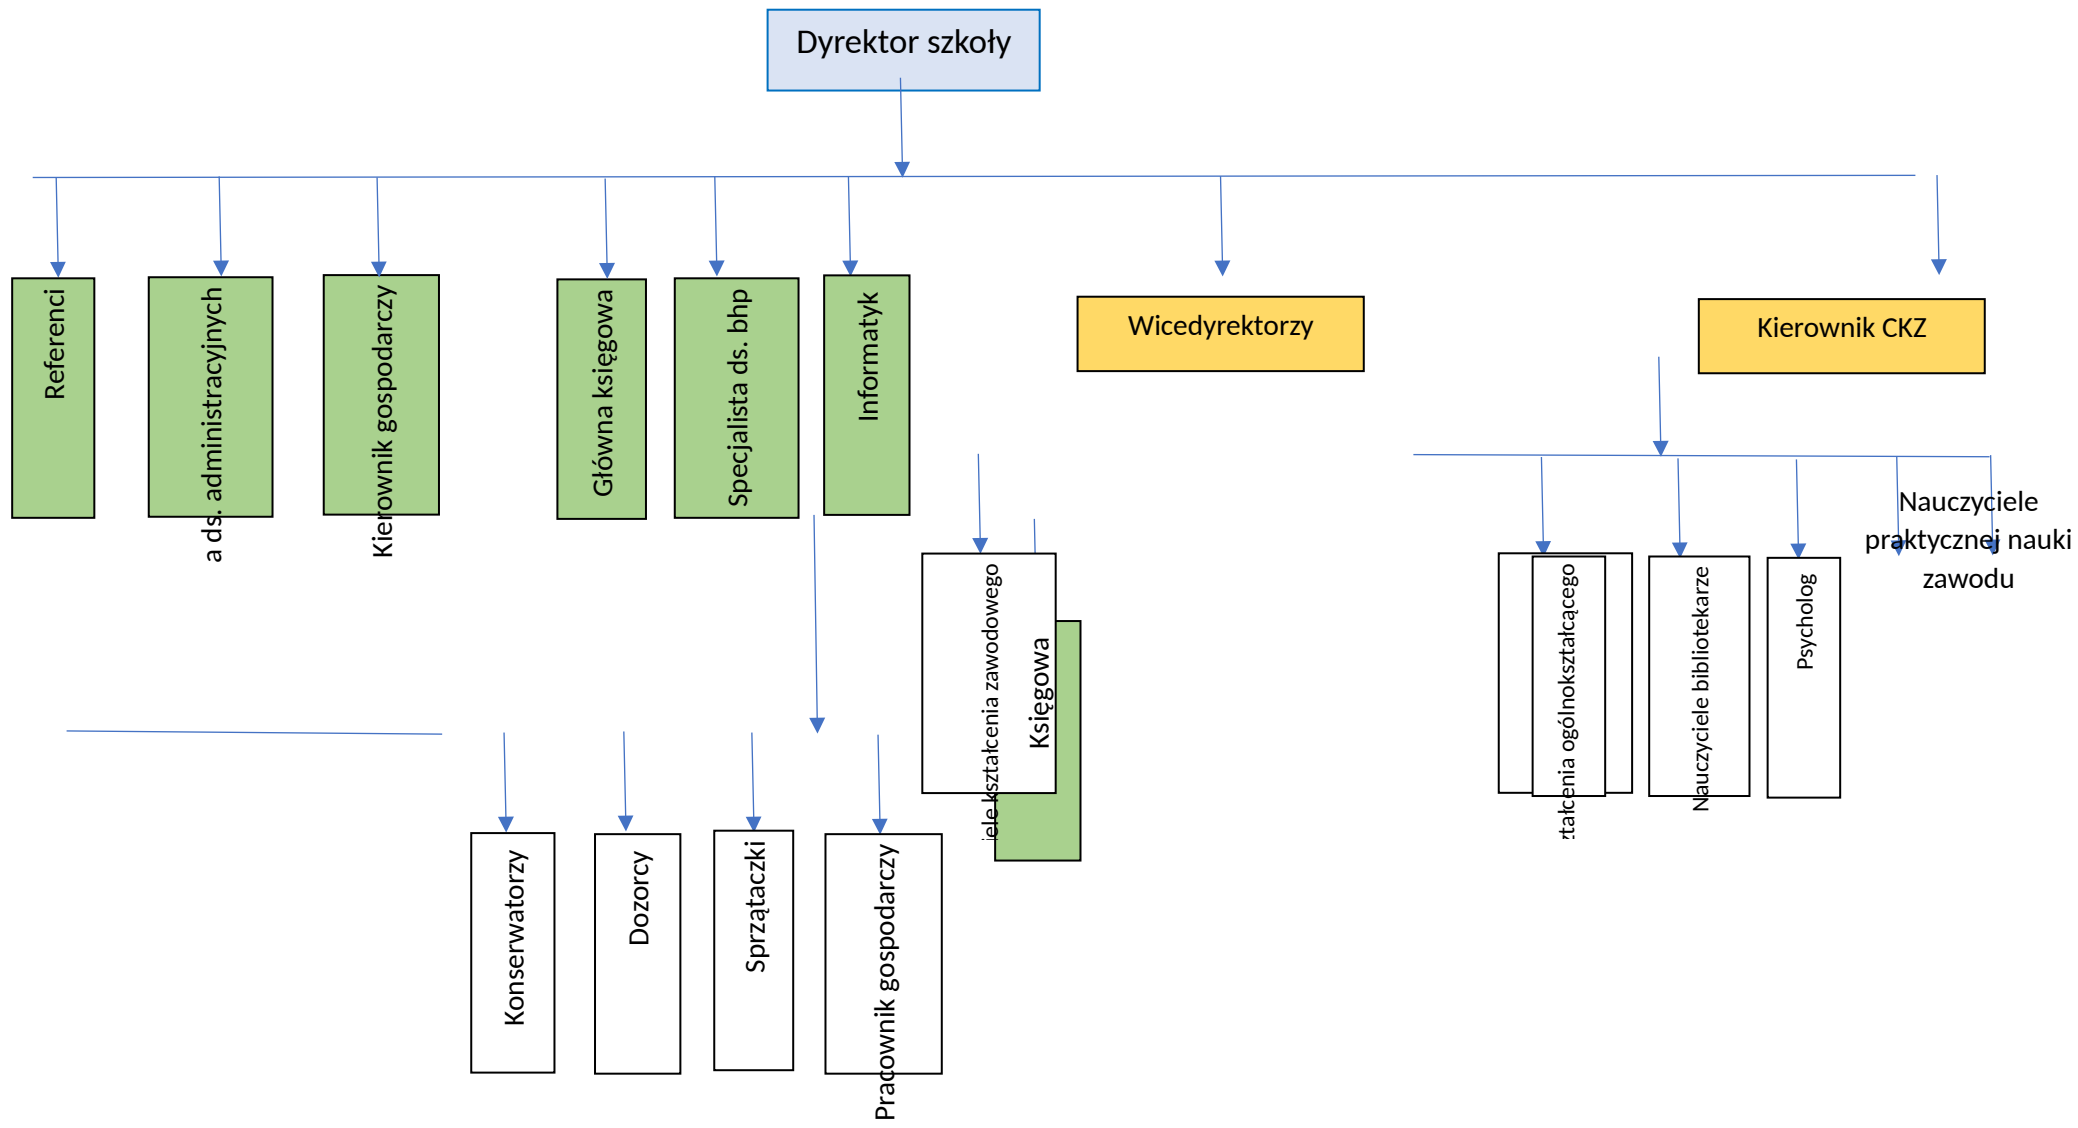 Dyrektor szkoły
Referenci
a ds. administracyjnych
Kierownik gospodarczy
Główna księgowa
Specjalista ds. bhp
Informatyk
Wicedyrektorzy
Kierownik CKZ
Nauczyciele
praktycznej nauki
zawodu
kształcenia zawodowego
Księgowa
ogólnokształcącego
Nauczyciele bibliotekarze
Psycholog
Konserwatorzy
Dozorcy
Sprzątaczki
Pracownik gospodarczy